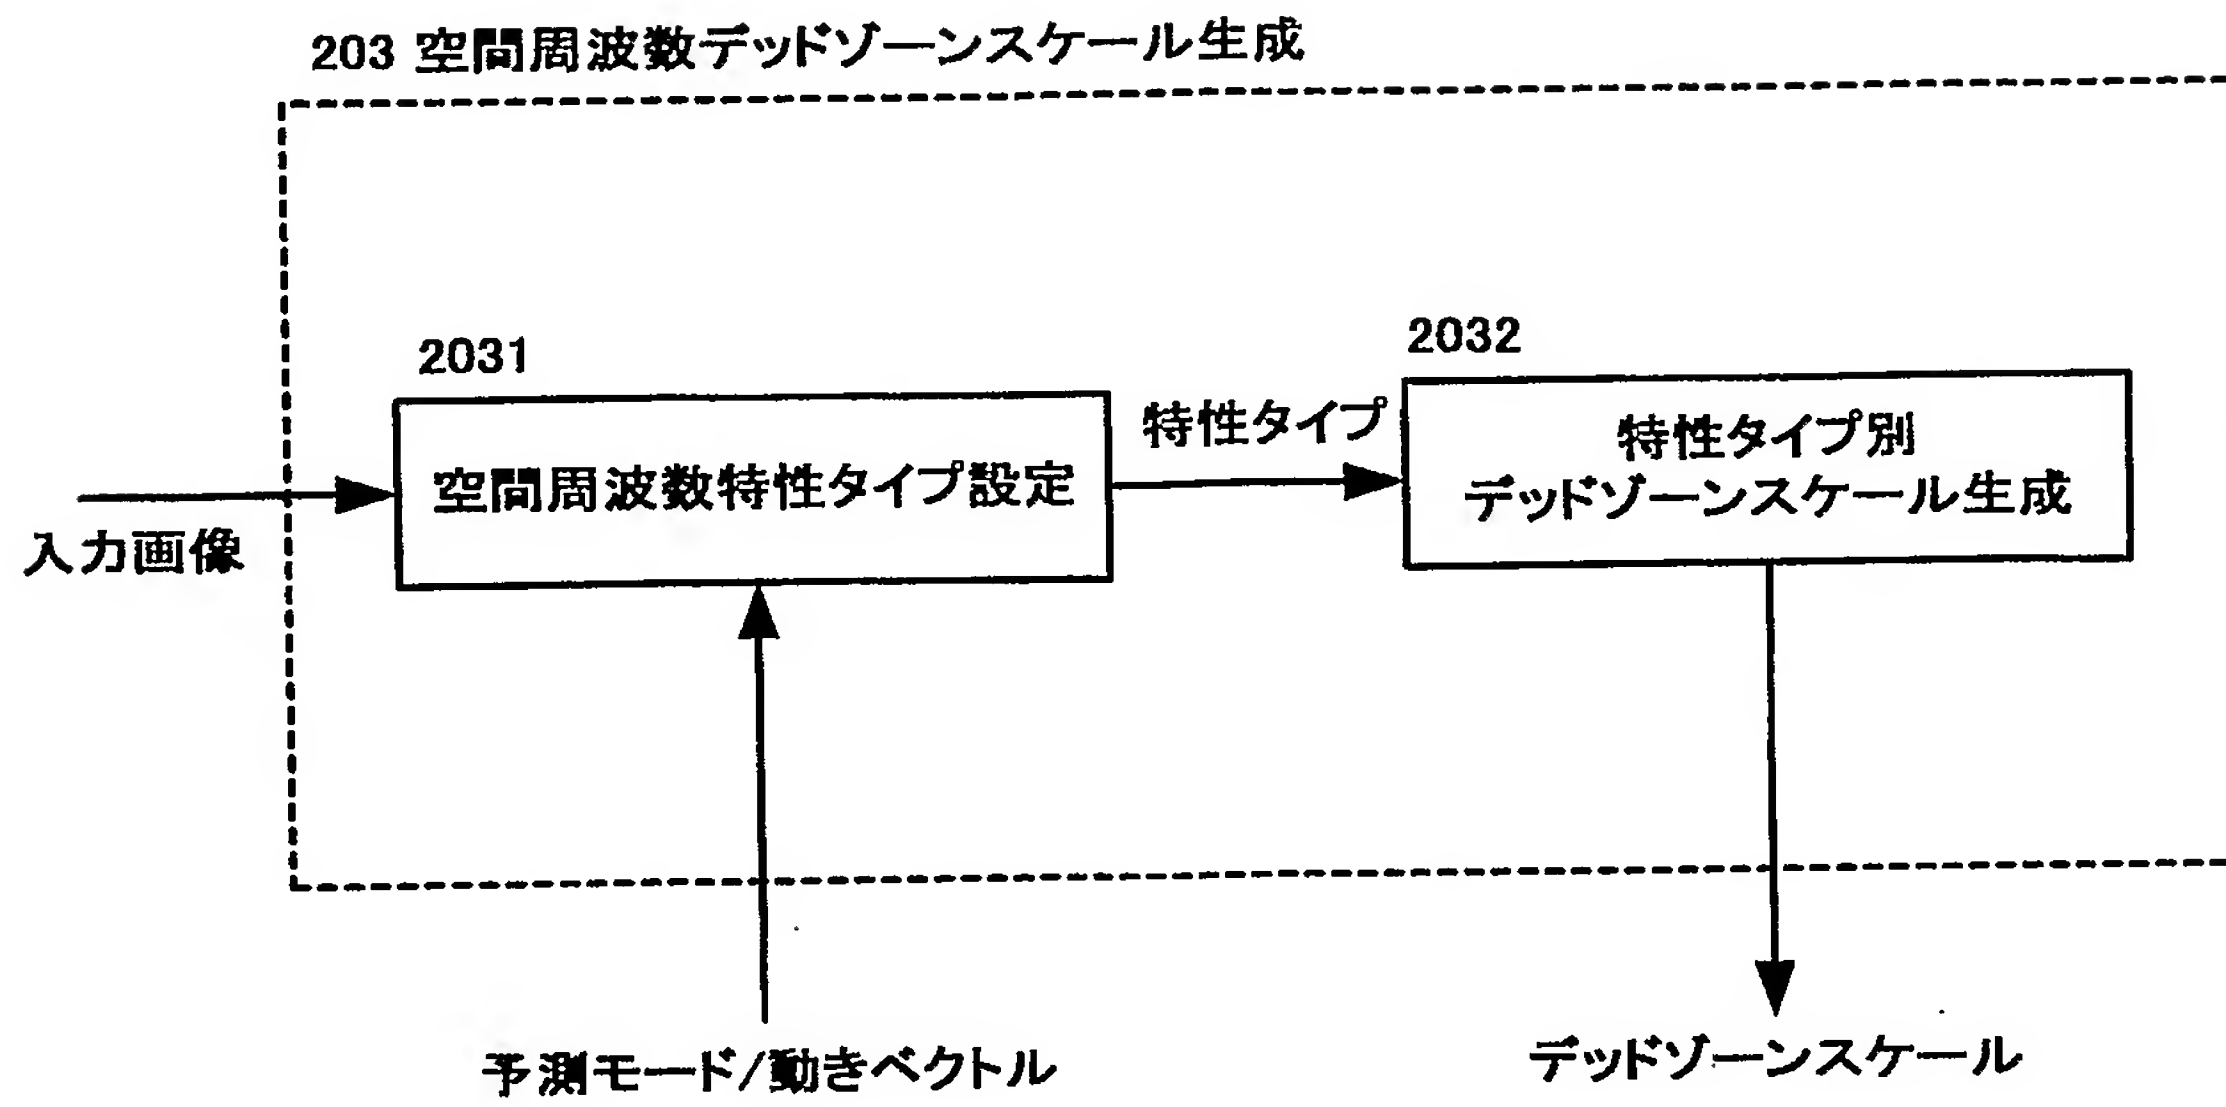 203 空間周波数デッドゾーンスケール生成
2031
2032
特性タイプ
空間周波数特性タイプ設定
特性タイプ別
デッドゾーンスケール生成
入力画像
予測モード/動きベクトル
デッドゾーンスケール